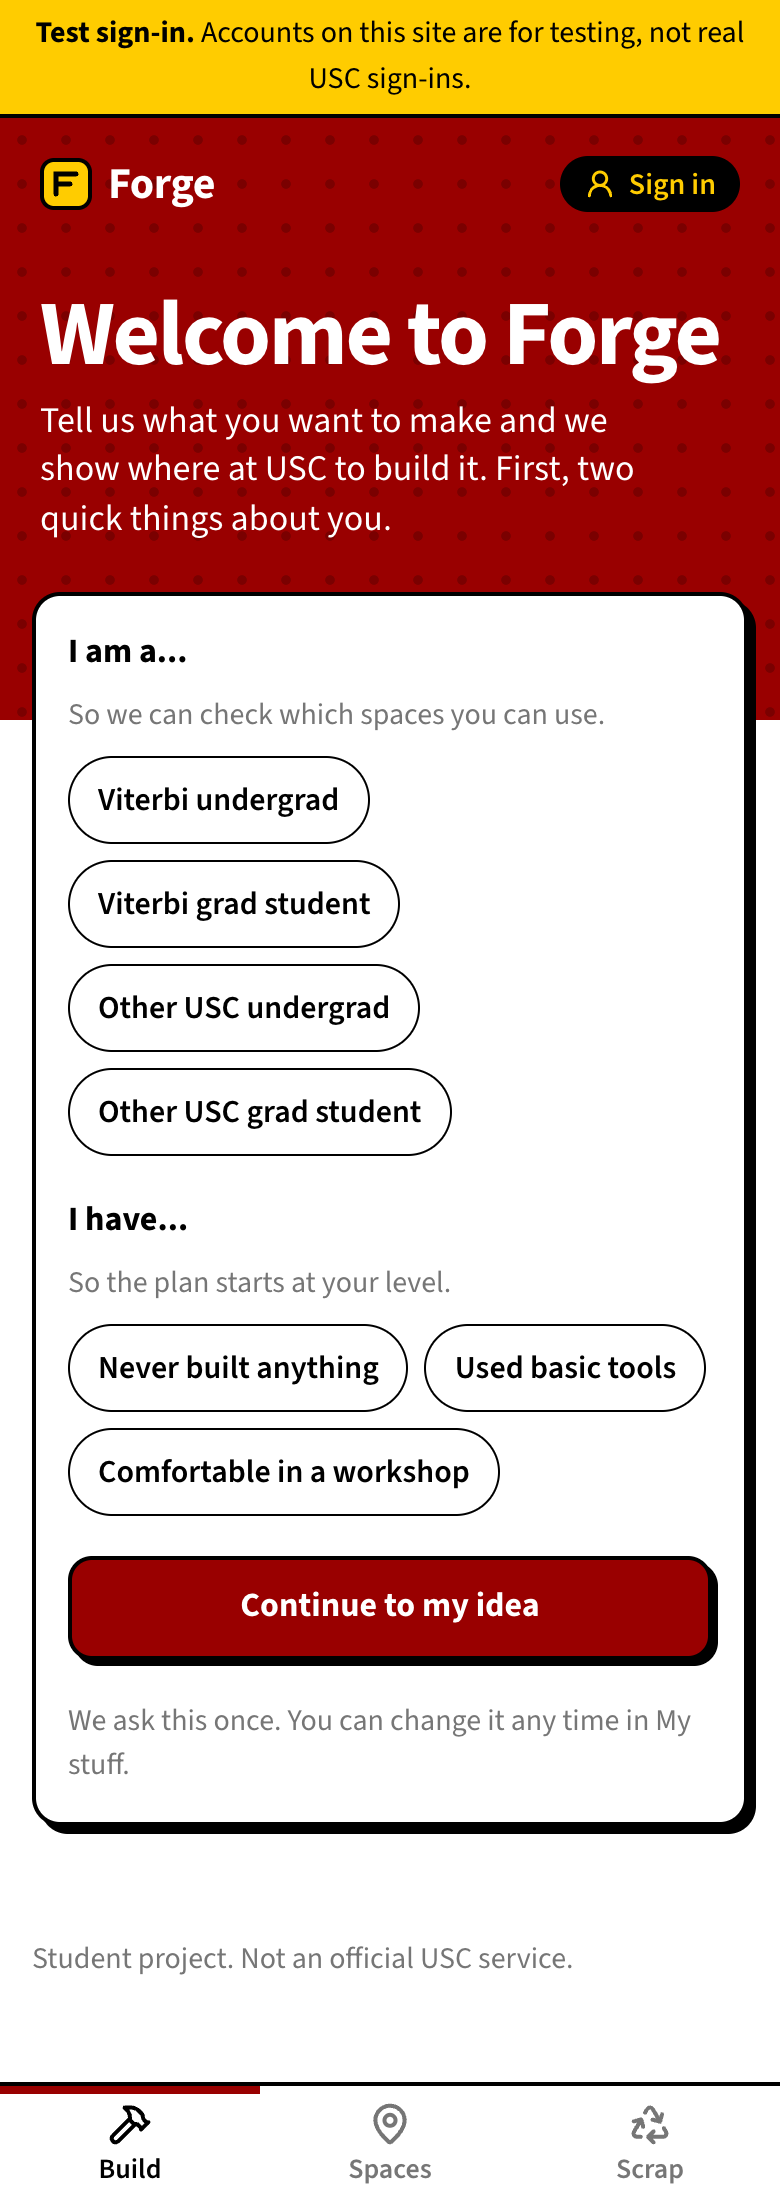 Test sign-in. Accounts on this site are for testing, not real
USC sign-ins.
F Forge
Sign in
Welcome to Forge
Tell us what you want to make and we
show where at USC to build it. First, two
quick things about you.
I am a...
So we can check which spaces you can use.
Viterbi undergrad
Viterbi grad student
Other USC undergrad
Other USC grad student
I have...
So the plan starts at your level.
Never built anything
Used basic tools
Comfortable in a workshop
Continue to my idea
We ask this once. You can change it any time in My
stuff.
Student project. Not an official USC service.
Build
Spaces
Scrap